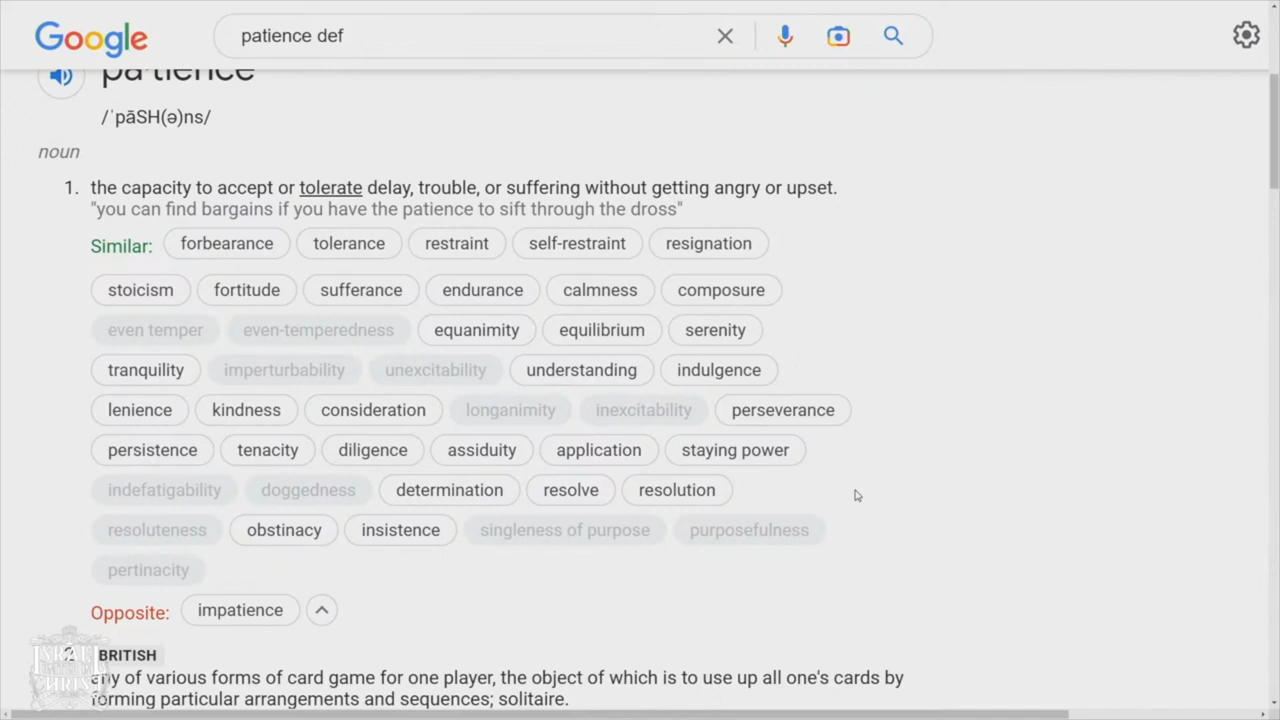 Google patience def
pa·tience
/ˈpāSH(ə)ns/
noun
1. the capacity to accept or tolerate delay, trouble, or suffering without getting angry or upset.
"you can find bargains if you have the patience to sift through the dross"
Similar: forbearance tolerance restraint self-restraint resignation
stoicism fortitude sufferance endurance calmness composure
even temper even-temperedness equanimity equilibrium serenity
tranquility imperturbability unexcitability understanding indulgence
lenience kindness consideration longanimity inexcitability perseverance
persistence tenacity diligence assiduity application staying power
indefatigability doggedness determination resolve resolution
resoluteness obstinacy insistence singleness of purpose purposefulness
pertinacity
Opposite: impatience
2. BRITISH
any of various forms of card game for one player, the object of which is to use up all one's cards by
forming particular arrangements and sequences; solitaire.
ISRAEL
CHRIST